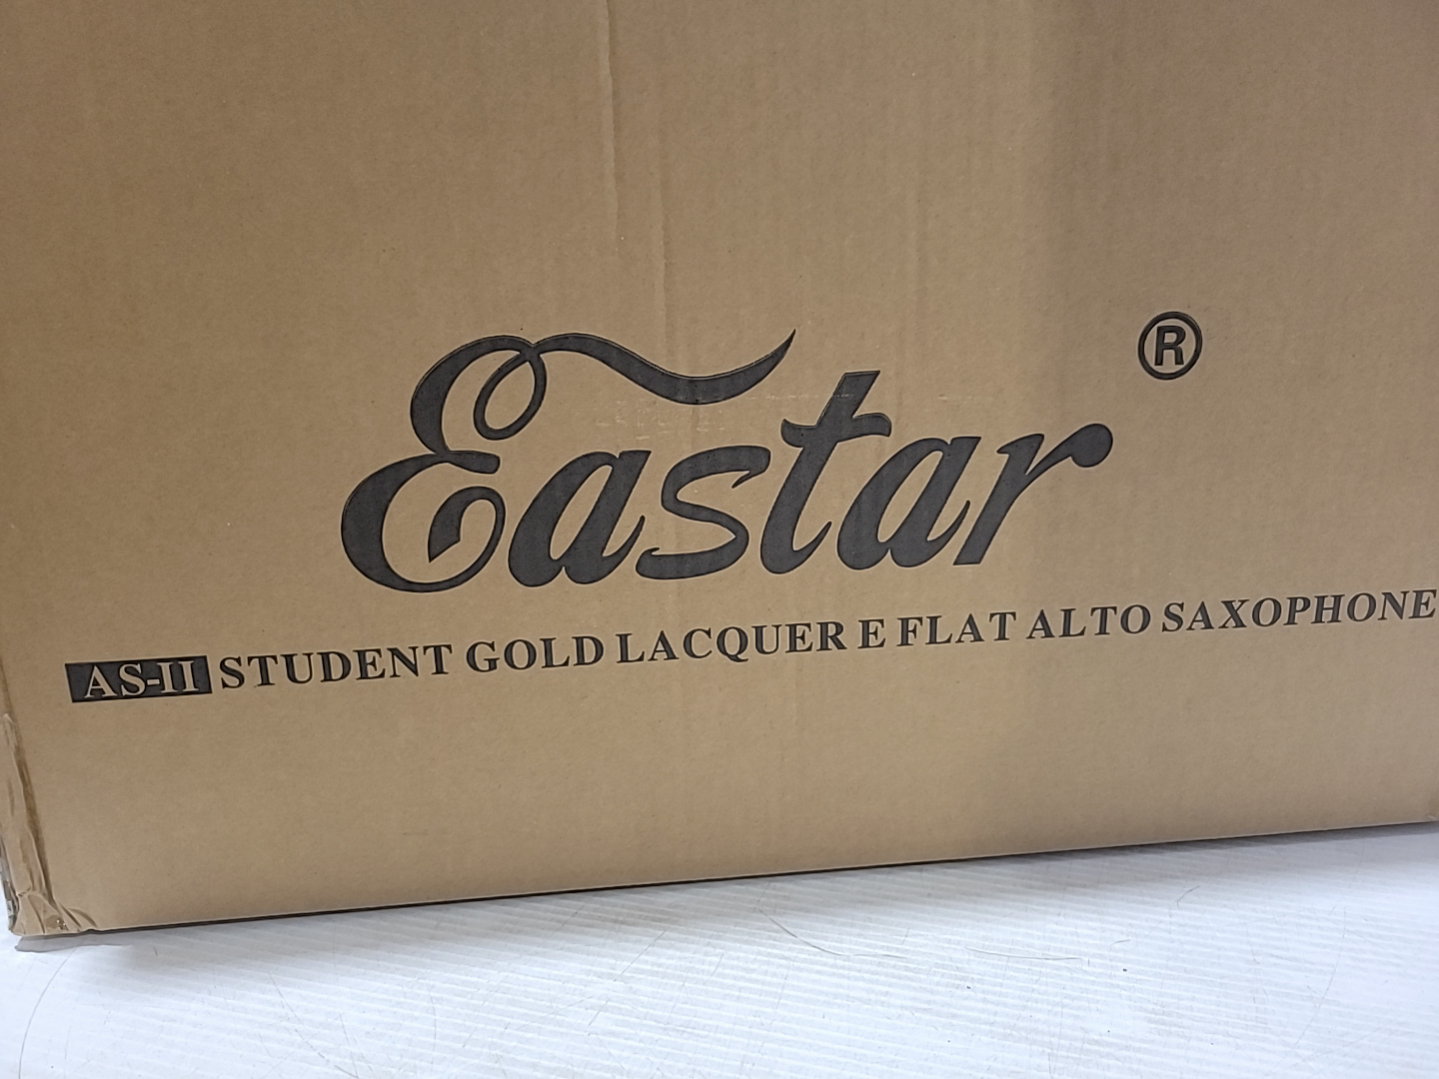 Eastar ®
AS-II STUDENT GOLD LACQUER E FLAT ALTO SAXOPHONE